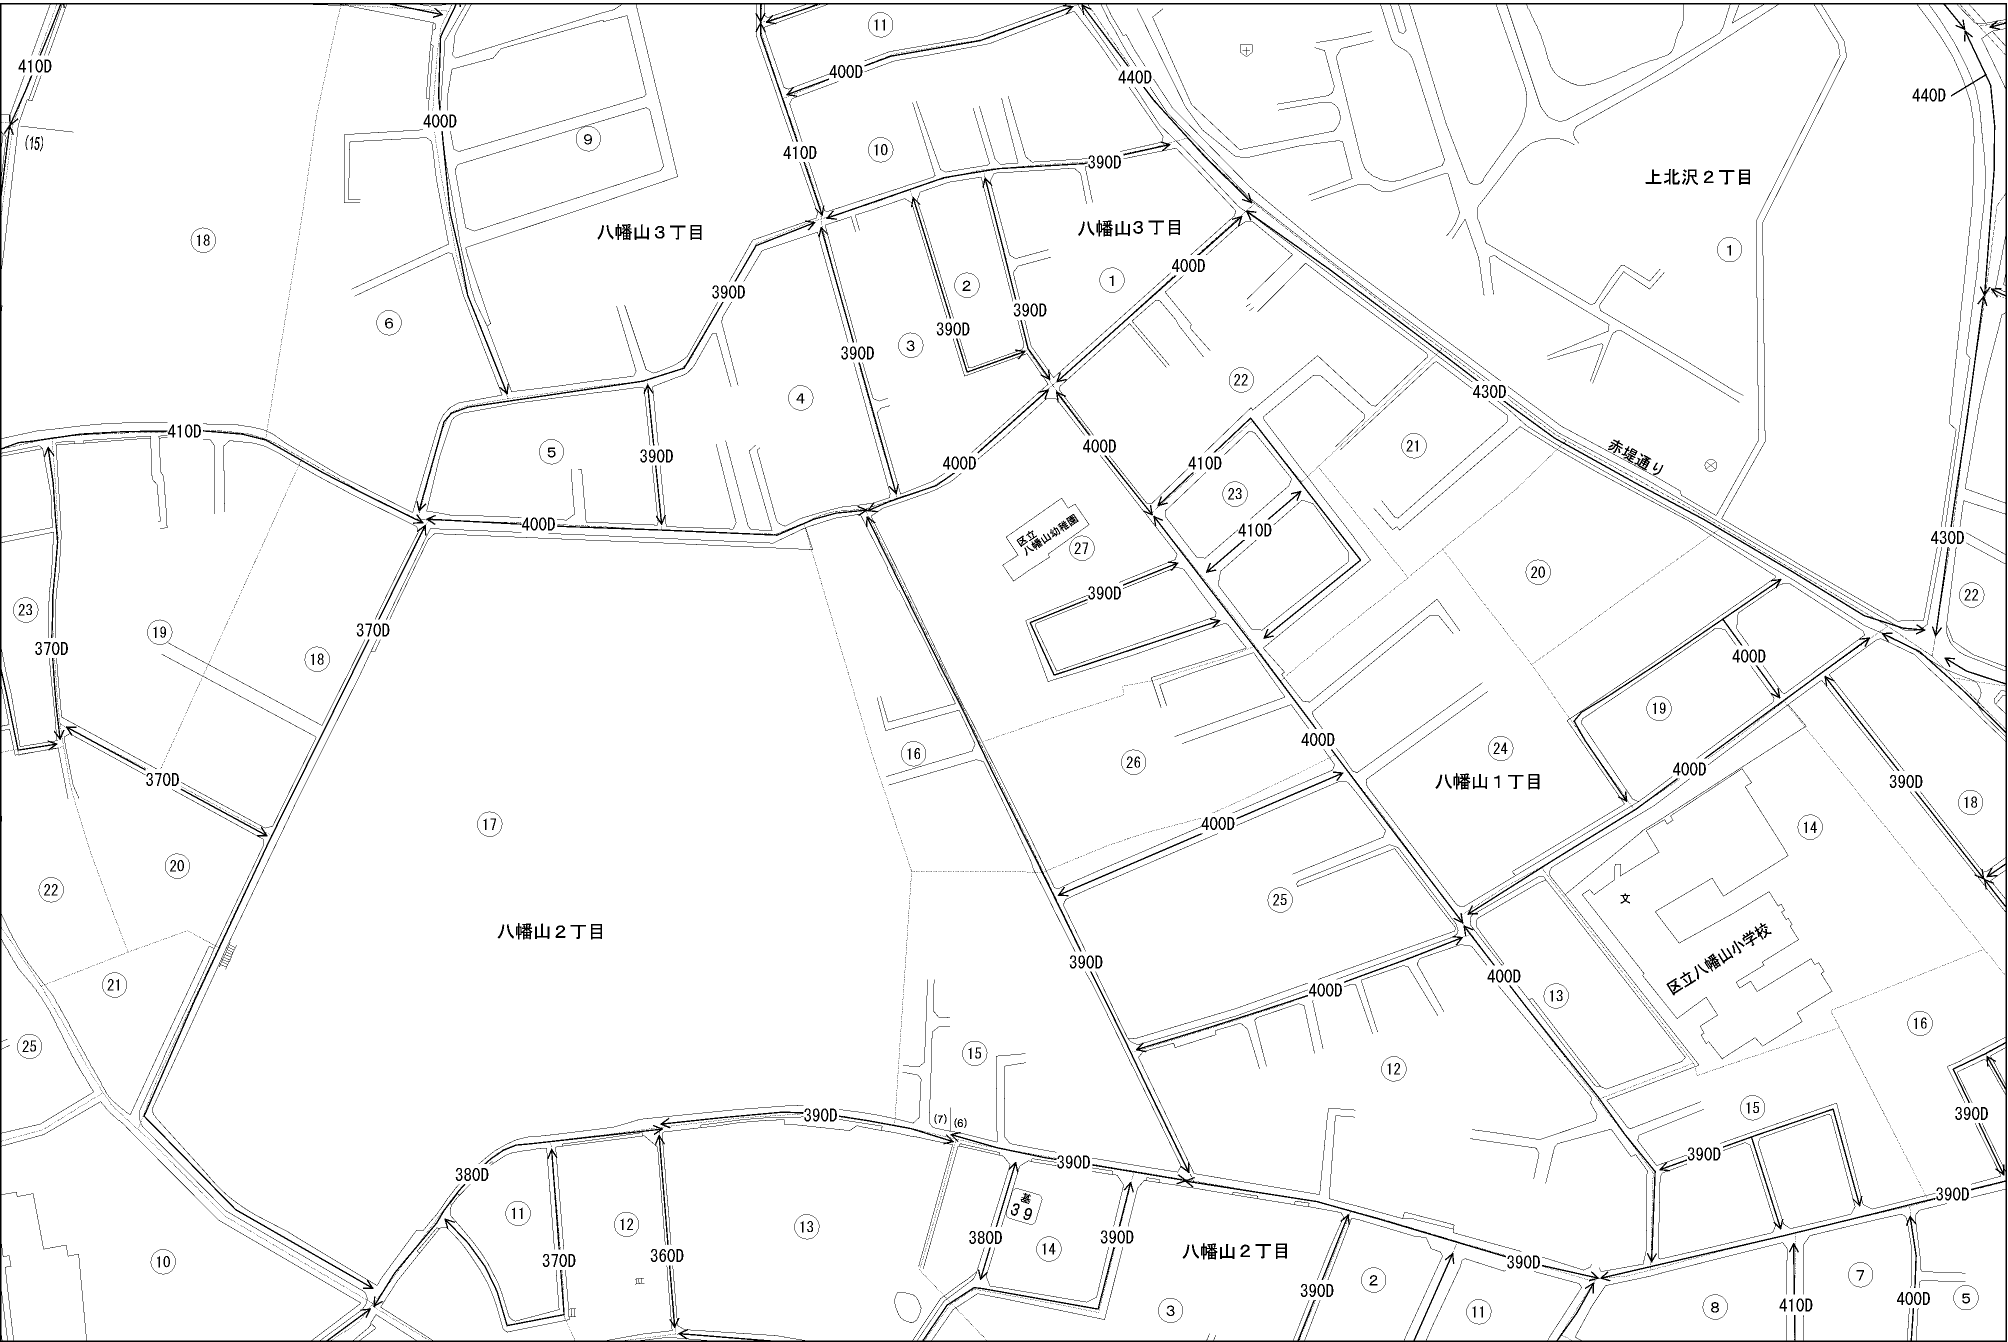 ⑪
410D
400D
440D
440D
400D
(15)
⑨
410D
⑩
390D
上北沢２丁目
⑱
八幡山３丁目
八幡山３丁目
①
400D
390D
②
①
⑥
390D
390D
③
390D
④
㉒
430D
410D
⑤
390D
400D
400D
㉑
赤堤通り
410D
㉓
400D
区立
八幡山幼稚園
㉗
410D
430D
⑳
390D
㉒
㉓
370D
⑲
370D
⑱
400D
⑲
400D
⑯
㉖
㉔
八幡山１丁目
400D
390D
⑱
370D
⑰
400D
⑭
⑳
㉒
㉕
文
八幡山２丁目
区立八幡山小学校
390D
400D
400D
⑬
㉑
⑯
㉕
⑮
⑫
390D
(7)
(6)
⑮
390D
390D
390D
380D
390D
基
39
⑪
⑫
⑬
380D
390D
⑭
八幡山２丁目
370D
360D
⑩
390D
②
390D
⑦
③
⑪
⑧
410D
400D
⑤